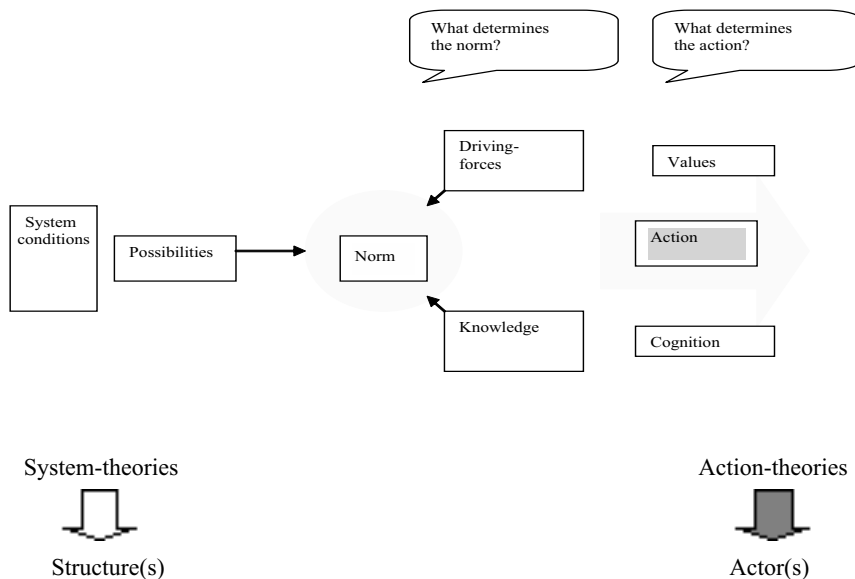 What determines
the norm?
What determines
the action?
Driving-
forces
Values
System
conditions
Possibilities
Norm
Action
Knowledge
Cognition
System-theories
Action-theories
Structure(s)
Actor(s)